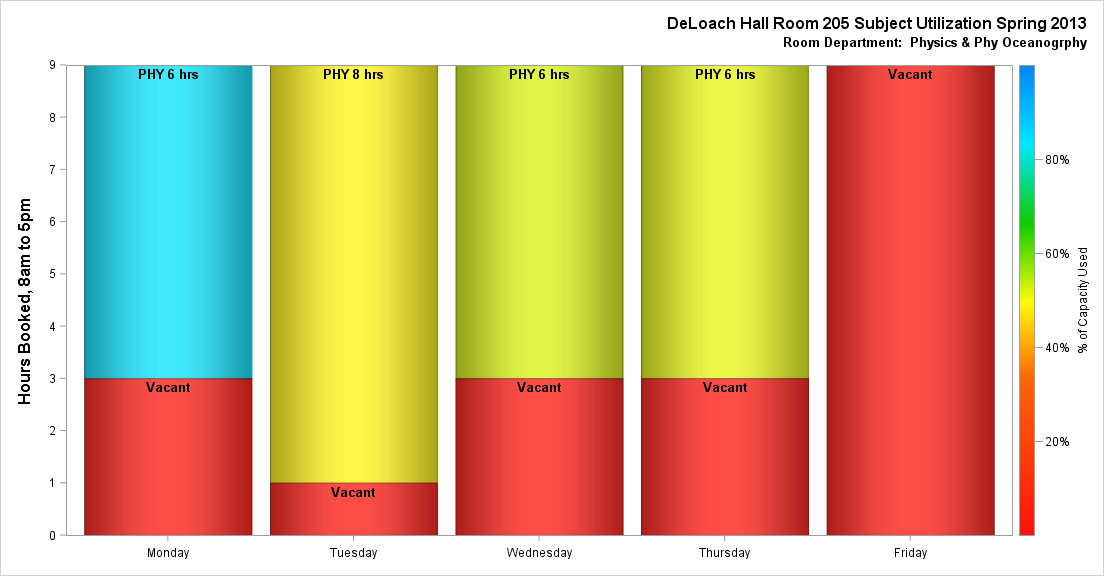 DeLoach Hall Room 205 Subject Utilization Spring 2013
Room Department:  Physics & Phy Oceanogrphy
Hours Booked, 8am to 5pm
9
8
7
6
5
4
3
2
1
0
PHY 6 hrs
Vacant
PHY 8 hrs
Vacant
PHY 6 hrs
Vacant
PHY 6 hrs
Vacant
Vacant
Monday
Tuesday
Wednesday
Thursday
Friday
80%
60%
40%
20%
% of Capacity Used